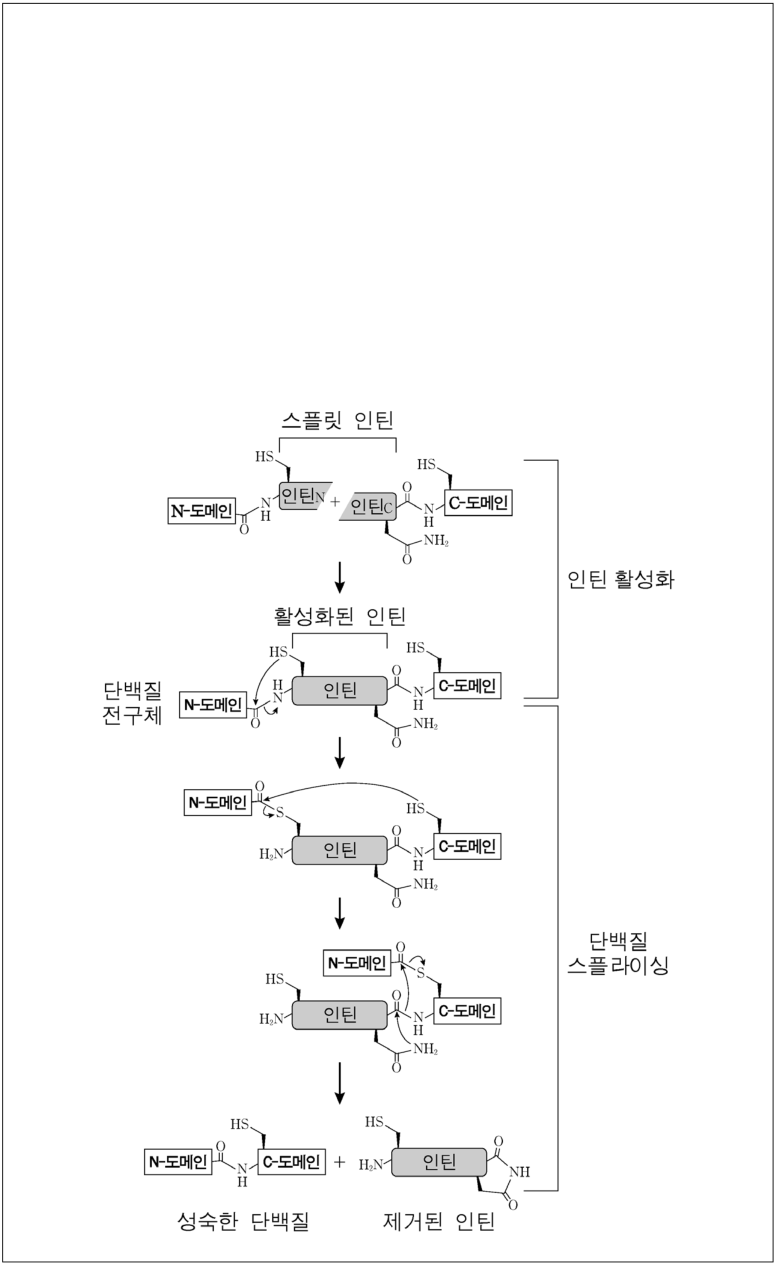 스플릿 인틴
HS
HS
N-도메인
O
N
H
인틴N
+
인틴C
O
N
H
C-도메인
O
NH₂
인틴 활성화
활성화된 인틴
HS
HS
단백질
전구체
N-도메인
O
H
N
인틴
O
N
H
C-도메인
O
NH₂
N-도메인
O
S
HS
H₂N
인틴
O
N
H
C-도메인
O
NH₂
단백질
스플라이싱
N-도메인
O
S
HS
H₂N
인틴
O
N
H
C-도메인
O
NH₂
HS
HS
N-도메인
O
N
H
C-도메인
+
H₂N
인틴
O
NH
O
성숙한 단백질
제거된 인틴